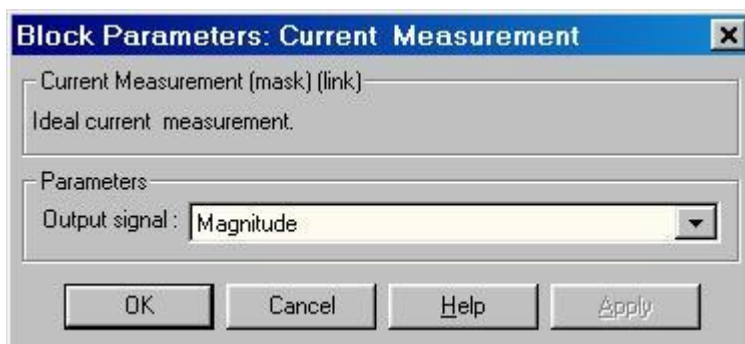 Block Parameters: Current Measurement
Current Measurement (mask) (link)
Ideal current measurement.
Parameters
Output signal : Magnitude
OK Cancel Help Apply